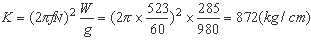 K = (2πfN)² W/g = (2π × 523/60)² × 285/980 = 872(kg/cm)